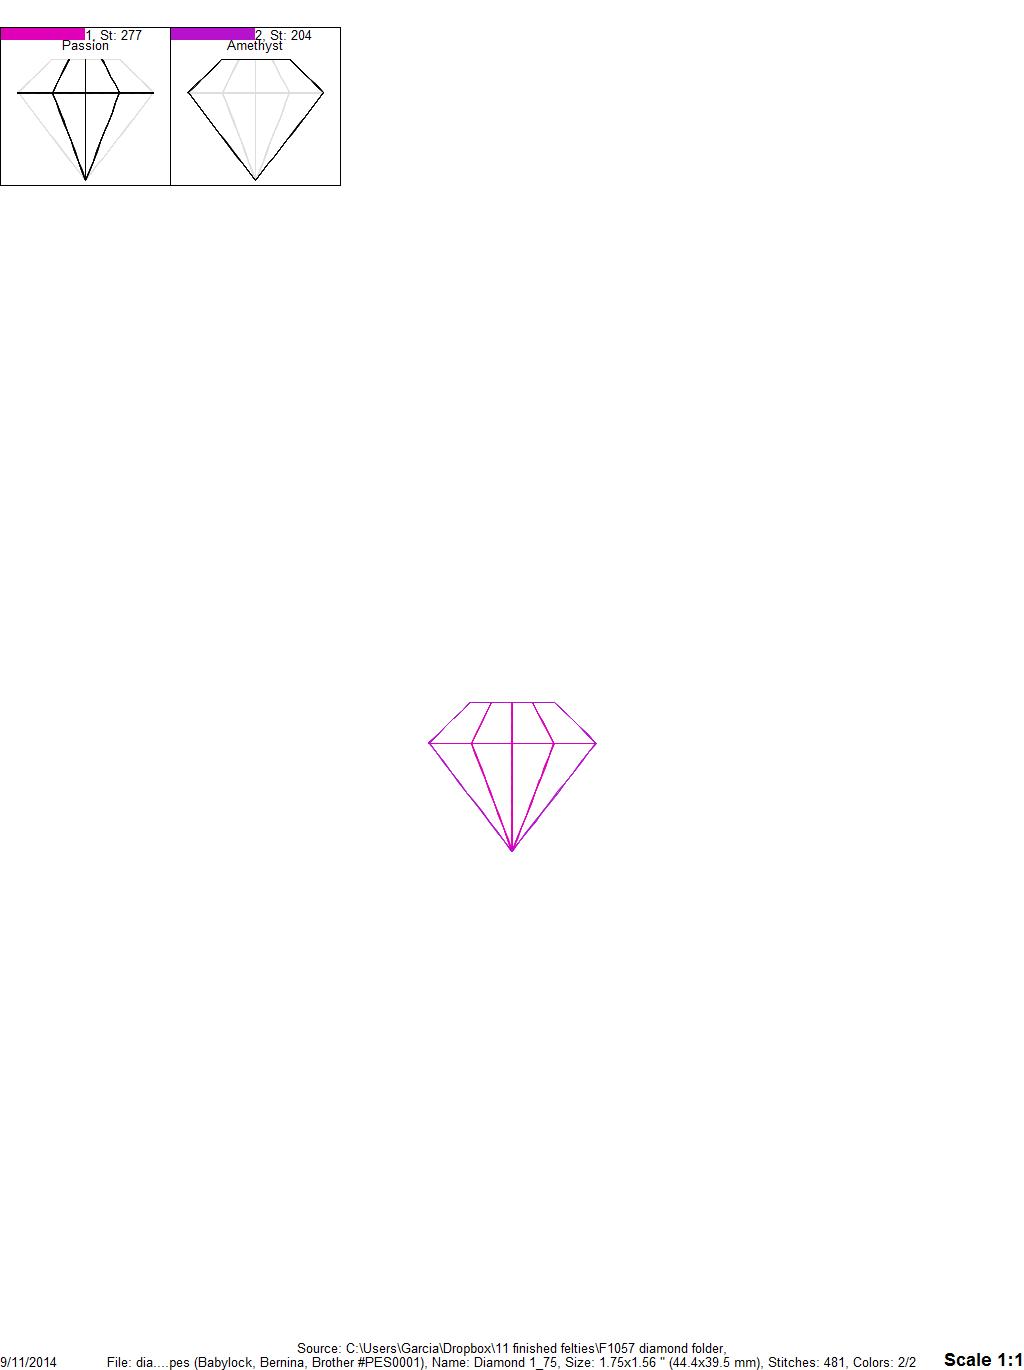 1, St: 277
Passion
2, St: 204
Amethyst
Source: C:\Users\Garcia\Dropbox\11 finished felties\F1057 diamond folder,
9/11/2014 File: dia....pes (Babylock, Bernina, Brother #PES0001), Name: Diamond 1_75, Size: 1.75x1.56 " (44.4x39.5 mm), Stitches: 481, Colors: 2/2 Scale 1:1